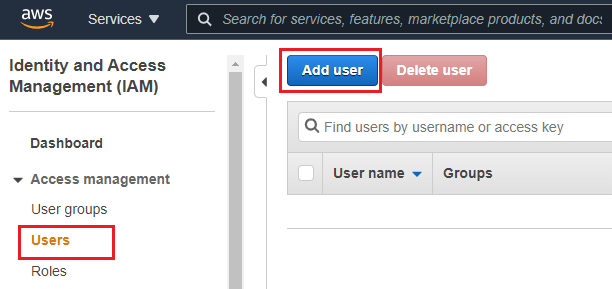 aws
Services
Search for services, features, marketplace products, and docs
Identity and Access
Management (IAM)
Dashboard
Access management
User groups
Users
Roles
Add user
Delete user
Find users by username or access key
User name
Groups